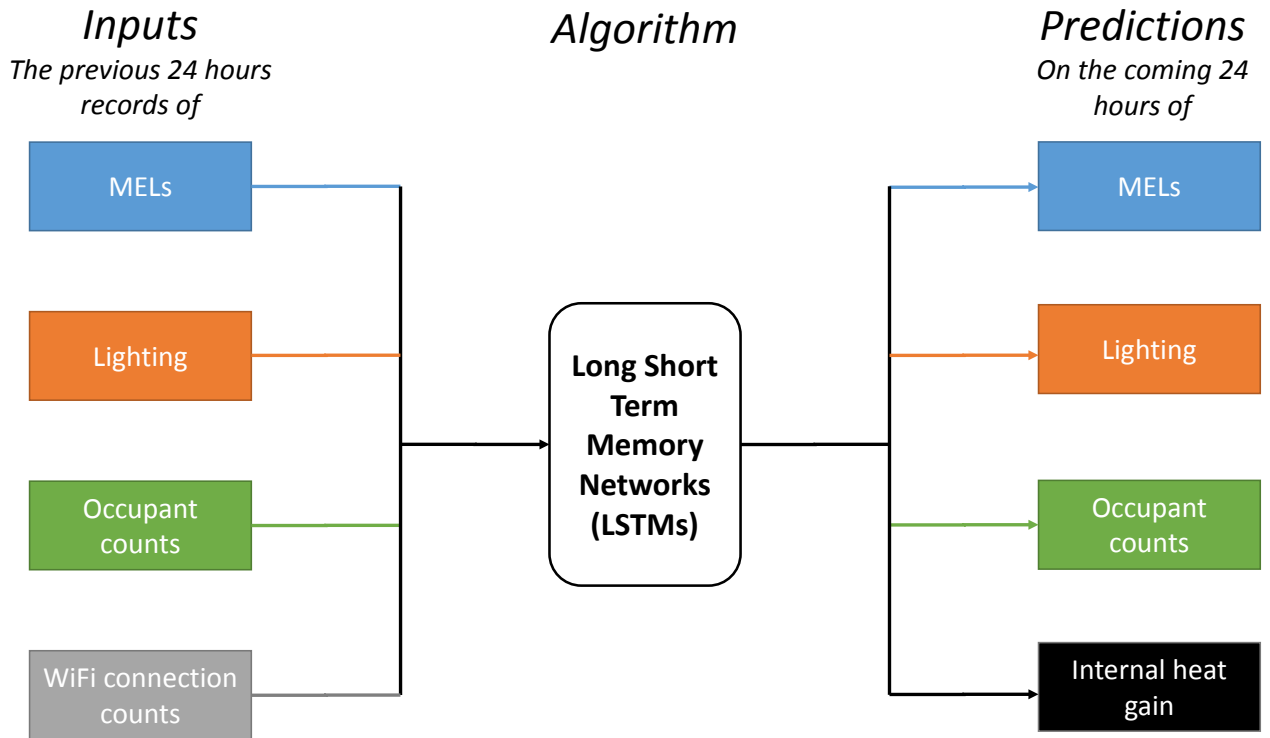 Inputs
The previous 24 hours
records of
MELs
Lighting
Occupant
counts
WiFi connection
counts
Algorithm
Long Short
Term
Memory
Networks
(LSTMs)
Predictions
On the coming 24
hours of
MELs
Lighting
Occupant
counts
Internal heat
gain